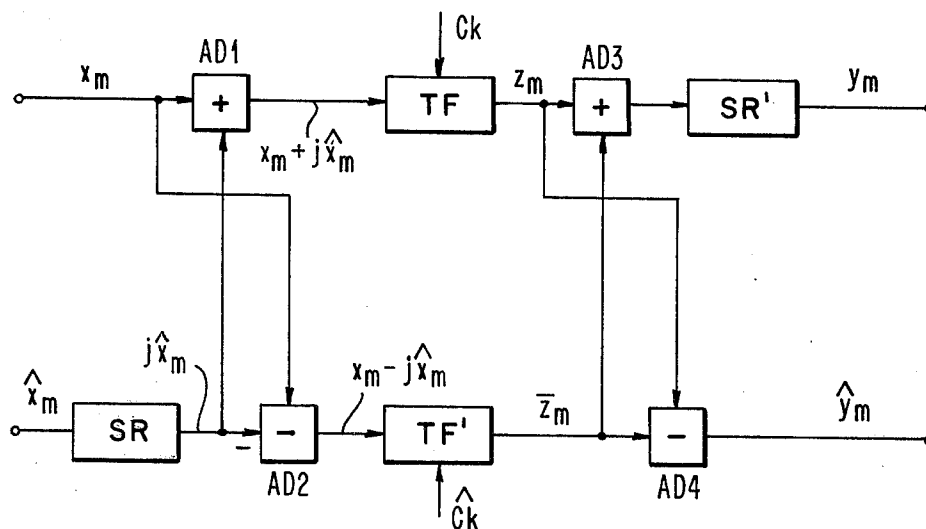 Ck
AD1
AD3
x_m
+
TF
z_m
+
SR'
y_m
x_m + jx̂_m
jx̂_m
x_m - jx̂_m
x̂_m
SR
-
-
TF'
z̄_m
-
ŷ_m
AD2
AD4
Ĉk